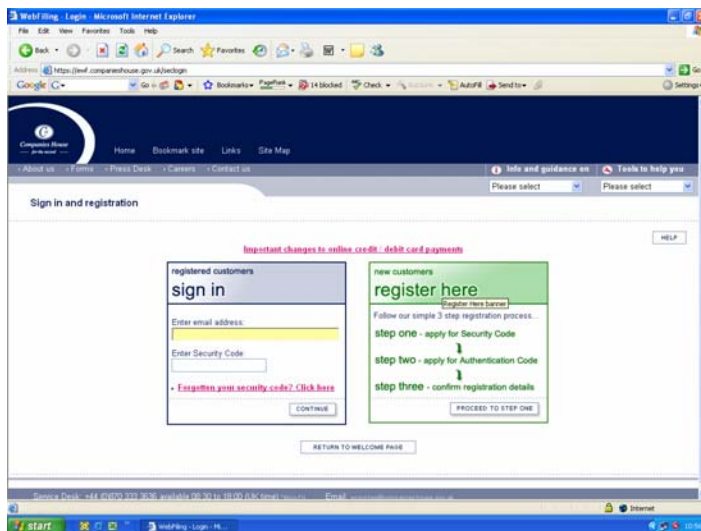 WebFiling - Login - Microsoft Internet Explorer
File Edit View Favorites Tools Help
Back Search Favorites
Address https://ewf.companieshouse.gov.uk/seclogin Go
Google G Go Bookmarks PageRank 14 blocked Check AutoFill Send to Settings
Companies House
for the record
Home Bookmark site Links Site Map
About us Forms Press Desk Careers Contact us Info and guidance on Tools to help you
Please select Please select
Sign in and registration
HELP
Important changes to online credit / debit card payments
registered customers
sign in
Enter email address:
Enter Security Code
Forgotten your security code? Click here
CONTINUE
new customers
register here
Register Here banner
Follow our simple 3 step registration process...
step one - apply for Security Code
step two - apply for Authentication Code
step three - confirm registration details
PROCEED TO STEP ONE
RETURN TO WELCOME PAGE
Service Desk: +44 (0)870 333 3636 available 08:30 to 18:00 (UK time) Email:
Internet
start WebFiling - Login - M...